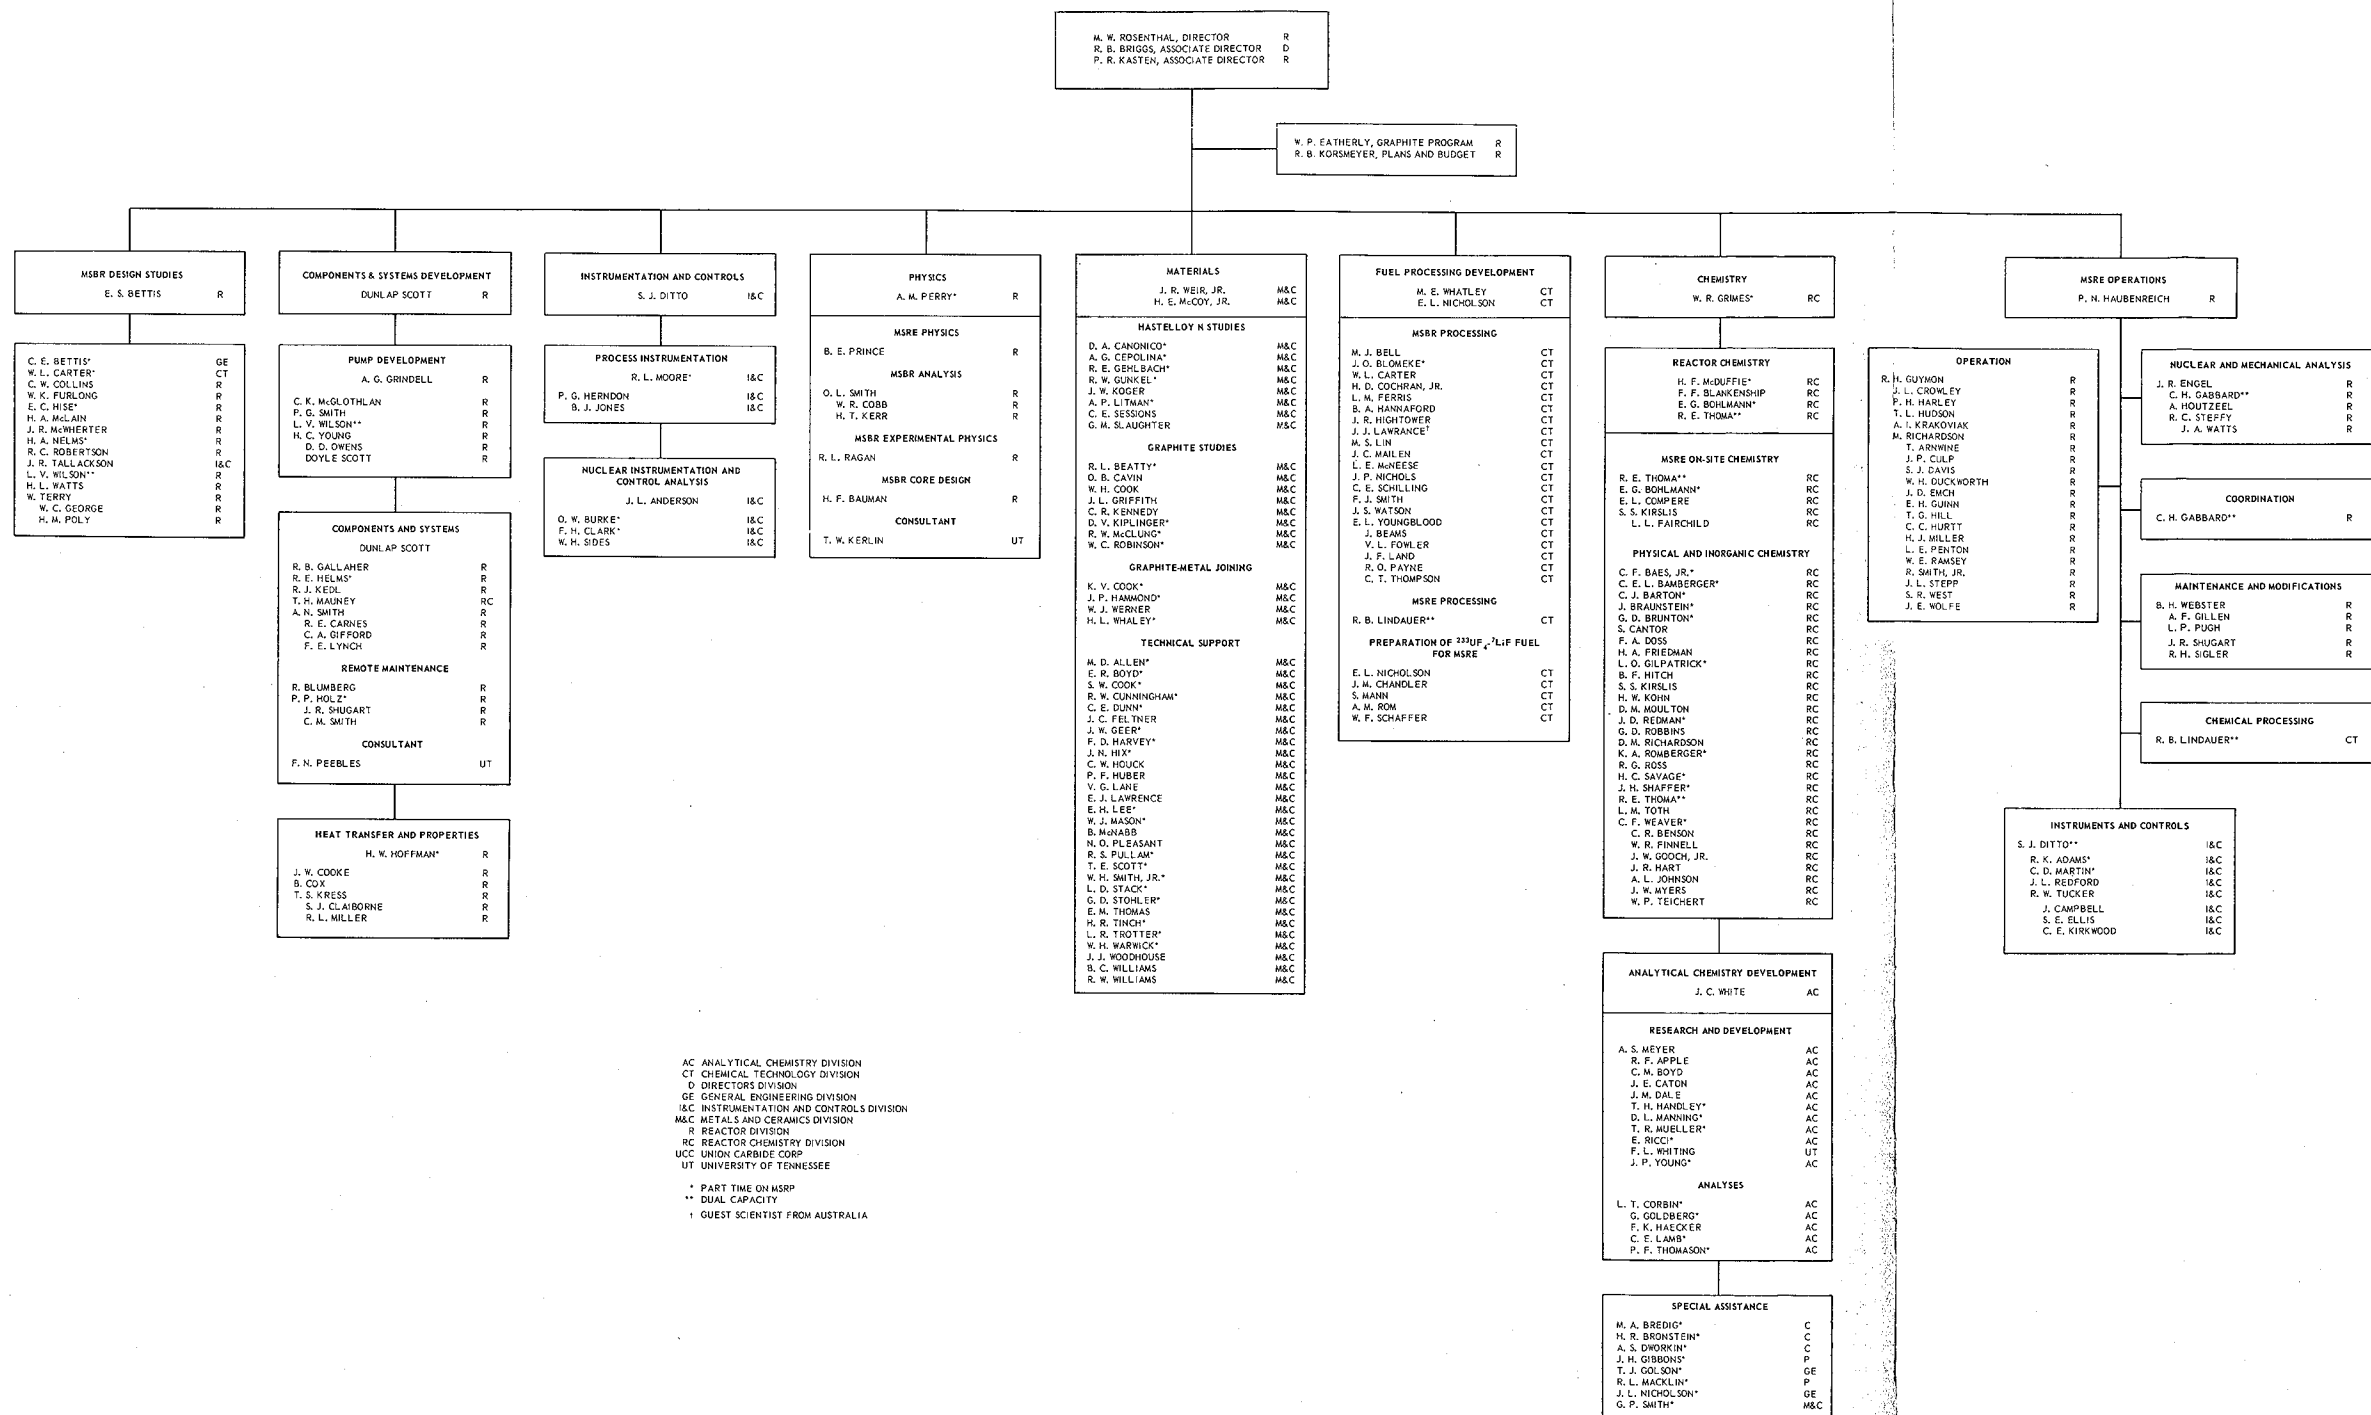 M. W. ROSENTHAL, DIRECTOR R
R. B. BRIGGS, ASSOCIATE DIRECTOR D
P. R. KASTEN, ASSOCIATE DIRECTOR R
W. P. EATHERLY, GRAPHITE PROGRAM R
R. B. KORSMEYER, PLANS AND BUDGET R
MSBR DESIGN STUDIES
E. S. BETTIS R
C. E. BETTIS* GE
W. L. CARTER* CT
C. W. COLLINS R
W. K. FURLONG R
E. C. HISE* R
H. A. McLAIN R
J. R. McWHERTER R
H. A. NELMS* R
R. C. ROBERTSON R
J. R. TALLACKSON I&C
L. V. WILSON** R
H. L. WATTS R
W. TERRY R
W. C. GEORGE R
H. M. POLY R
COMPONENTS & SYSTEMS DEVELOPMENT
DUNLAP SCOTT R
PUMP DEVELOPMENT
A. G. GRINDELL R
C. K. McGLOTHLAN R
P. G. SMITH R
L. V. WILSON** R
H. C. YOUNG R
D. D. OWENS R
DOYLE SCOTT R
COMPONENTS AND SYSTEMS
DUNLAP SCOTT
R. B. GALLAHER R
R. E. HELMS* R
R. J. KEDL R
T. H. MAUNEY RC
A. N. SMITH R
R. E. CARNES R
C. A. GIFFORD R
F. E. LYNCH R
REMOTE MAINTENANCE
R. BLUMBERG R
P. P. HOLZ* R
J. R. SHUGART R
C. M. SMITH R
CONSULTANT
F. N. PEEBLES UT
HEAT TRANSFER AND PROPERTIES
H. W. HOFFMAN* R
J. W. COOKE R
B. COX R
T. S. KRESS R
S. J. CLAIBORNE R
R. L. MILLER R
INSTRUMENTATION AND CONTROLS
S. J. DITTO I&C
PROCESS INSTRUMENTATION
R. L. MOORE* I&C
P. G. HERNDON I&C
B. J. JONES I&C
NUCLEAR INSTRUMENTATION AND
CONTROL ANALYSIS
J. L. ANDERSON I&C
O. W. BURKE* I&C
F. H. CLARK* I&C
W. H. SIDES I&C
PHYSICS
A. M. PERRY* R
MSRE PHYSICS
B. E. PRINCE R
MSBR ANALYSIS
O. L. SMITH R
W. R. COBB R
H. T. KERR R
MSBR EXPERIMENTAL PHYSICS
R. L. RAGAN R
MSBR CORE DESIGN
H. F. BAUMAN R
CONSULTANT
T. W. KERLIN UT
MATERIALS
J. R. WEIR, JR. M&C
H. E. McCOY, JR. M&C
HASTELLOY N STUDIES
D. A. CANONICO* M&C
A. G. CEPOLINA* M&C
R. E. GEHLBACH* M&C
R. W. GUNKEL* M&C
J. W. KOGER M&C
A. P. LITMAN* M&C
C. E. SESSIONS M&C
G. M. SLAUGHTER M&C
GRAPHITE STUDIES
R. L. BEATTY* M&C
O. B. CAVIN M&C
W. H. COOK M&C
J. L. GRIFFITH M&C
C. R. KENNEDY M&C
D. V. KIPLINGER* M&C
R. W. McCLUNG* M&C
W. C. ROBINSON* M&C
GRAPHITE-METAL JOINING
K. V. COOK* M&C
J. P. HAMMOND* M&C
W. J. WERNER M&C
H. L. WHALEY* M&C
TECHNICAL SUPPORT
M. D. ALLEN* M&C
E. R. BOYD* M&C
S. W. COOK* M&C
R. W. CUNNINGHAM* M&C
C. E. DUNN* M&C
J. C. FELTNER M&C
J. W. GEER* M&C
F. D. HARVEY* M&C
J. N. HIX* M&C
C. W. HOUCK M&C
P. F. HUBER M&C
V. G. LANE M&C
E. J. LAWRENCE M&C
E. H. LEE* M&C
W. J. MASON* M&C
B. McNABB M&C
N. O. PLEASANT M&C
R. S. PULLAM* M&C
T. E. SCOTT* M&C
W. H. SMITH, JR.* M&C
L. D. STACK* M&C
G. D. STOHLER* M&C
E. M. THOMAS M&C
H. R. TINCH* M&C
L. R. TROTTER* M&C
W. H. WARWICK* M&C
J. J. WOODHOUSE M&C
B. C. WILLIAMS M&C
R. W. WILLIAMS M&C
FUEL PROCESSING DEVELOPMENT
M. E. WHATLEY CT
E. L. NICHOLSON CT
MSBR PROCESSING
M. J. BELL CT
J. O. BLOMEKE* CT
W. L. CARTER CT
H. D. COCHRAN, JR. CT
L. M. FERRIS CT
B. A. HANNAFORD CT
J. R. HIGHTOWER CT
J. J. LAWRANCE† CT
M. S. LIN CT
J. C. MAILEN CT
L. E. McNEESE CT
J. P. NICHOLS CT
C. E. SCHILLING CT
F. J. SMITH CT
J. S. WATSON CT
E. L. YOUNGBLOOD CT
J. BEAMS CT
V. L. FOWLER CT
J. F. LAND CT
R. O. PAYNE CT
C. T. THOMPSON CT
MSRE PROCESSING
R. B. LINDAUER** CT
PREPARATION OF ²³³UF₄-⁷LiF FUEL
FOR MSRE
E. L. NICHOLSON CT
J. M. CHANDLER CT
S. MANN CT
A. M. ROM CT
W. F. SCHAFFER CT
CHEMISTRY
W. R. GRIMES* RC
REACTOR CHEMISTRY
H. F. McDUFFIE* RC
F. F. BLANKENSHIP RC
E. G. BOHLMANN* RC
R. E. THOMA** RC
MSRE ON-SITE CHEMISTRY
R. E. THOMA** RC
E. G. BOHLMANN* RC
E. L. COMPERE RC
S. S. KIRSLIS RC
L. L. FAIRCHILD RC
PHYSICAL AND INORGANIC CHEMISTRY
C. F. BAES, JR.* RC
C. E. L. BAMBERGER* RC
C. J. BARTON* RC
J. BRAUNSTEIN* RC
G. D. BRUNTON* RC
S. CANTOR RC
F. A. DOSS RC
H. A. FRIEDMAN RC
L. O. GILPATRICK* RC
B. F. HITCH RC
S. S. KIRSLIS RC
H. W. KOHN RC
D. M. MOULTON RC
J. D. REDMAN* RC
G. D. ROBBINS RC
D. M. RICHARDSON RC
K. A. ROMBERGER* RC
R. G. ROSS RC
H. C. SAVAGE* RC
J. H. SHAFFER* RC
R. E. THOMA** RC
L. M. TOTH RC
C. F. WEAVER* RC
C. R. BENSON RC
W. R. FINNELL RC
J. W. GOOCH, JR. RC
J. R. HART RC
A. L. JOHNSON RC
J. W. MYERS RC
W. P. TEICHERT RC
ANALYTICAL CHEMISTRY DEVELOPMENT
J. C. WHITE AC
RESEARCH AND DEVELOPMENT
A. S. MEYER AC
R. F. APPLE AC
C. M. BOYD AC
J. E. CATON AC
J. M. DALE AC
T. H. HANDLEY* AC
D. L. MANNING* AC
T. R. MUELLER* AC
E. RICCI* AC
F. L. WHITING UT
J. P. YOUNG* AC
ANALYSES
L. T. CORBIN* AC
G. GOLDBERG* AC
F. K. HAECKER AC
C. E. LAMB* AC
P. F. THOMASON* AC
SPECIAL ASSISTANCE
M. A. BREDIG* C
H. R. BRONSTEIN* C
A. S. DWORKIN* C
J. H. GIBBONS* P
T. J. GOLSON* GE
R. L. MACKLIN* P
J. L. NICHOLSON* GE
G. P. SMITH* M&C
MSRE OPERATIONS
P. N. HAUBENREICH R
OPERATION
R. H. GUYMON R
J. L. CROWLEY R
P. H. HARLEY R
T. L. HUDSON R
A. I. KRAKOVIAK R
M. RICHARDSON R
T. ARNWINE R
J. P. CULP R
S. J. DAVIS R
W. H. DUCKWORTH R
J. D. EMCH R
E. H. GUINN R
T. G. HILL R
C. C. HURTT R
H. J. MILLER R
L. E. PENTON R
W. E. RAMSEY R
R. SMITH, JR. R
J. L. STEPP R
S. R. WEST R
J. E. WOLFE R
NUCLEAR AND MECHANICAL ANALYSIS
J. R. ENGEL R
C. H. GABBARD** R
A. HOUTZEEL R
R. C. STEFFY R
J. A. WATTS R
COORDINATION
C. H. GABBARD** R
MAINTENANCE AND MODIFICATIONS
B. H. WEBSTER R
A. F. GILLEN R
L. P. PUGH R
J. R. SHUGART R
R. H. SIGLER R
CHEMICAL PROCESSING
R. B. LINDAUER** CT
INSTRUMENTS AND CONTROLS
S. J. DITTO** I&C
R. K. ADAMS* I&C
C. D. MARTIN* I&C
J. L. REDFORD I&C
R. W. TUCKER I&C
J. CAMPBELL I&C
S. E. ELLIS I&C
C. E. KIRKWOOD I&C
AC ANALYTICAL CHEMISTRY DIVISION
CT CHEMICAL TECHNOLOGY DIVISION
D DIRECTORS DIVISION
GE GENERAL ENGINEERING DIVISION
I&C INSTRUMENTATION AND CONTROLS DIVISION
M&C METALS AND CERAMICS DIVISION
R REACTOR DIVISION
RC REACTOR CHEMISTRY DIVISION
UCC UNION CARBIDE CORP
UT UNIVERSITY OF TENNESSEE
* PART TIME ON MSRP
** DUAL CAPACITY
† GUEST SCIENTIST FROM AUSTRALIA